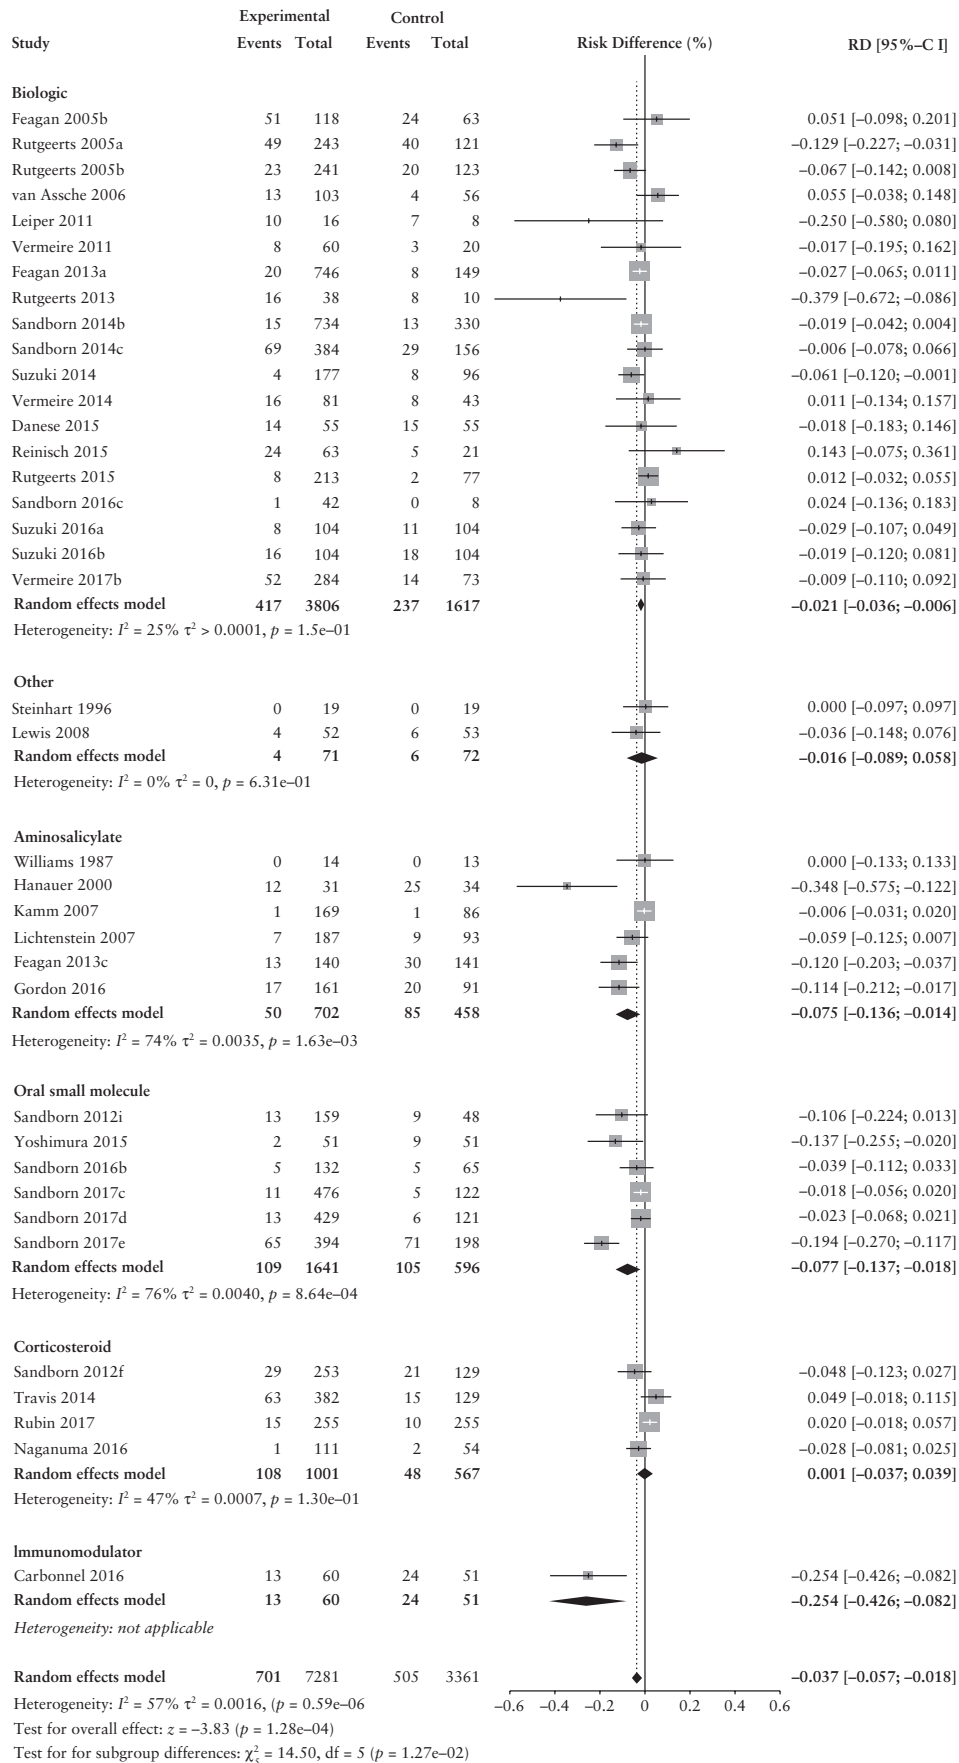 Experimental Control
Study Events Total Events Total Risk Difference (%) RD [95%–C I]
Biologic
Feagan 2005b 51 118 24 63 0.051 [–0.098; 0.201]
Rutgeerts 2005a 49 243 40 121 –0.129 [–0.227; –0.031]
Rutgeerts 2005b 23 241 20 123 –0.067 [–0.142; 0.008]
van Assche 2006 13 103 4 56 0.055 [–0.038; 0.148]
Leiper 2011 10 16 7 8 –0.250 [–0.580; 0.080]
Vermeire 2011 8 60 3 20 –0.017 [–0.195; 0.162]
Feagan 2013a 20 746 8 149 –0.027 [–0.065; 0.011]
Rutgeerts 2013 16 38 8 10 –0.379 [–0.672; –0.086]
Sandborn 2014b 15 734 13 330 –0.019 [–0.042; 0.004]
Sandborn 2014c 69 384 29 156 –0.006 [–0.078; 0.066]
Suzuki 2014 4 177 8 96 –0.061 [–0.120; –0.001]
Vermeire 2014 16 81 8 43 0.011 [–0.134; 0.157]
Danese 2015 14 55 15 55 –0.018 [–0.183; 0.146]
Reinisch 2015 24 63 5 21 0.143 [–0.075; 0.361]
Rutgeerts 2015 8 213 2 77 0.012 [–0.032; 0.055]
Sandborn 2016c 1 42 0 8 0.024 [–0.136; 0.183]
Suzuki 2016a 8 104 11 104 –0.029 [–0.107; 0.049]
Suzuki 2016b 16 104 18 104 –0.019 [–0.120; 0.081]
Vermeire 2017b 52 284 14 73 –0.009 [–0.110; 0.092]
Random effects model 417 3806 237 1617 –0.021 [–0.036; –0.006]
Heterogeneity: I² = 25% τ² > 0.0001, p = 1.5e–01
Other
Steinhart 1996 0 19 0 19 0.000 [–0.097; 0.097]
Lewis 2008 4 52 6 53 –0.036 [–0.148; 0.076]
Random effects model 4 71 6 72 –0.016 [–0.089; 0.058]
Heterogeneity: I² = 0% τ² = 0, p = 6.31e–01
Aminosalicylate
Williams 1987 0 14 0 13 0.000 [–0.133; 0.133]
Hanauer 2000 12 31 25 34 –0.348 [–0.575; –0.122]
Kamm 2007 1 169 1 86 –0.006 [–0.031; 0.020]
Lichtenstein 2007 7 187 9 93 –0.059 [–0.125; 0.007]
Feagan 2013c 13 140 30 141 –0.120 [–0.203; –0.037]
Gordon 2016 17 161 20 91 –0.114 [–0.212; –0.017]
Random effects model 50 702 85 458 –0.075 [–0.136; –0.014]
Heterogeneity: I² = 74% τ² = 0.0035, p = 1.63e–03
Oral small molecule
Sandborn 2012i 13 159 9 48 –0.106 [–0.224; 0.013]
Yoshimura 2015 2 51 9 51 –0.137 [–0.255; –0.020]
Sandborn 2016b 5 132 5 65 –0.039 [–0.112; 0.033]
Sandborn 2017c 11 476 5 122 –0.018 [–0.056; 0.020]
Sandborn 2017d 13 429 6 121 –0.023 [–0.068; 0.021]
Sandborn 2017e 65 394 71 198 –0.194 [–0.270; –0.117]
Random effects model 109 1641 105 596 –0.077 [–0.137; –0.018]
Heterogeneity: I² = 76% τ² = 0.0040, p = 8.64e–04
Corticosteroid
Sandborn 2012f 29 253 21 129 –0.048 [–0.123; 0.027]
Travis 2014 63 382 15 129 0.049 [–0.018; 0.115]
Rubin 2017 15 255 10 255 0.020 [–0.018; 0.057]
Naganuma 2016 1 111 2 54 –0.028 [–0.081; 0.025]
Random effects model 108 1001 48 567 0.001 [–0.037; 0.039]
Heterogeneity: I² = 47% τ² = 0.0007, p = 1.30e–01
Immunomodulator
Carbonnel 2016 13 60 24 51 –0.254 [–0.426; –0.082]
Random effects model 13 60 24 51 –0.254 [–0.426; –0.082]
Heterogeneity: not applicable
Random effects model 701 7281 505 3361 –0.037 [–0.057; –0.018]
Heterogeneity: I² = 57% τ² = 0.0016, (p = 0.59e–06
–0.6 –0.4 –0.2 0 0.2 0.4 0.6
Test for overall effect: z = –3.83 (p = 1.28e–04)
Test for for subgroup differences: χ²₅ = 14.50, df = 5 (p = 1.27e–02)